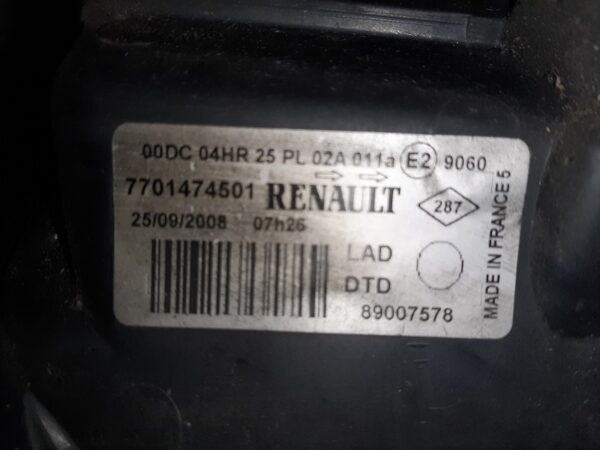 00DC 04HR 25 PL 02A 011a E2 9060
7701474501 RENAULT 287
25/09/2008 07h26
LAD
DTD
89007578
MADE IN FRANCE 5